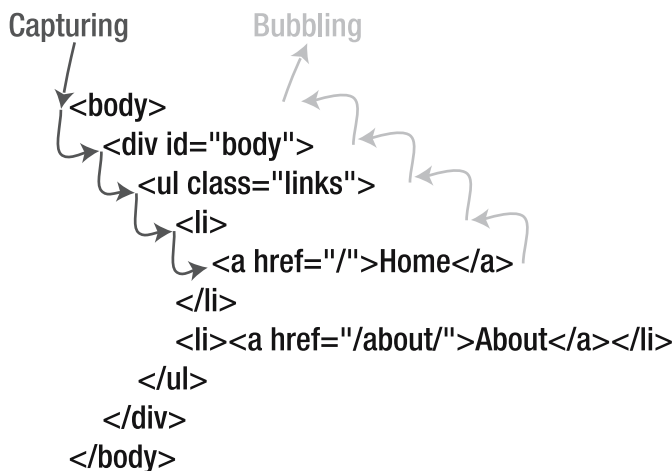 Capturing Bubbling
<body>
<div id="body">
<ul class="links">
<li>
<a href="/">Home</a>
</li>
<li><a href="/about/">About</a></li>
</ul>
</div>
</body>